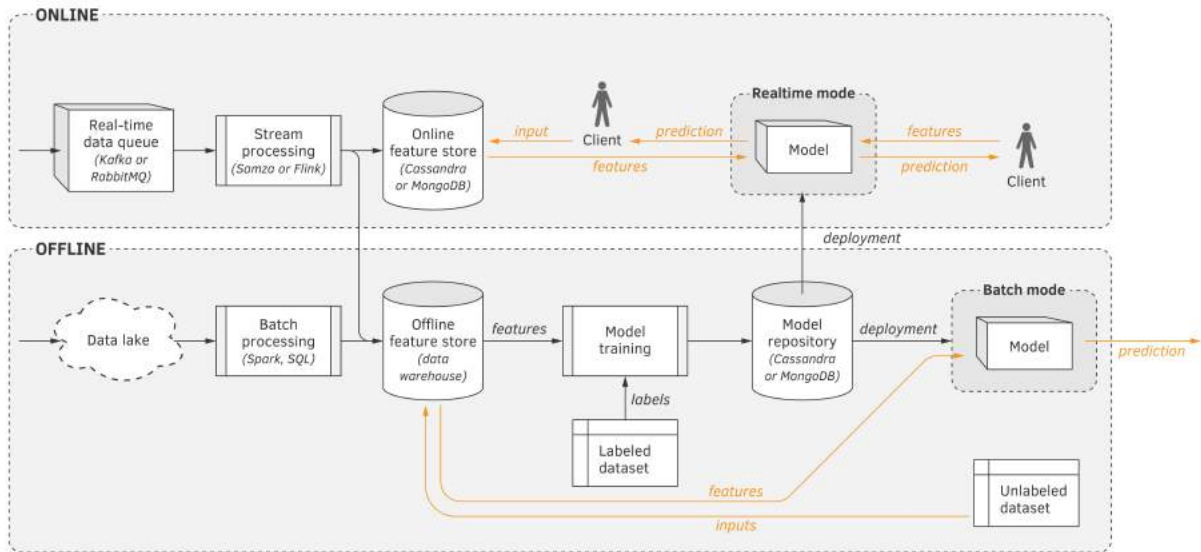 ONLINE
Real-time
data queue
(Kafka or
RabbitMQ)
Stream
processing
(Samza or Flink)
Online
feature store
(Cassandra
or MongoDB)
input
features
Client
prediction
Realtime mode
Model
features
prediction
Client
deployment
OFFLINE
Data lake
Batch
processing
(Spark, SQL)
Offline
feature store
(data
warehouse)
features
Model
training
labels
Labeled
dataset
Model
repository
(Cassandra
or MongoDB)
deployment
Batch mode
Model
prediction
features
inputs
Unlabeled
dataset